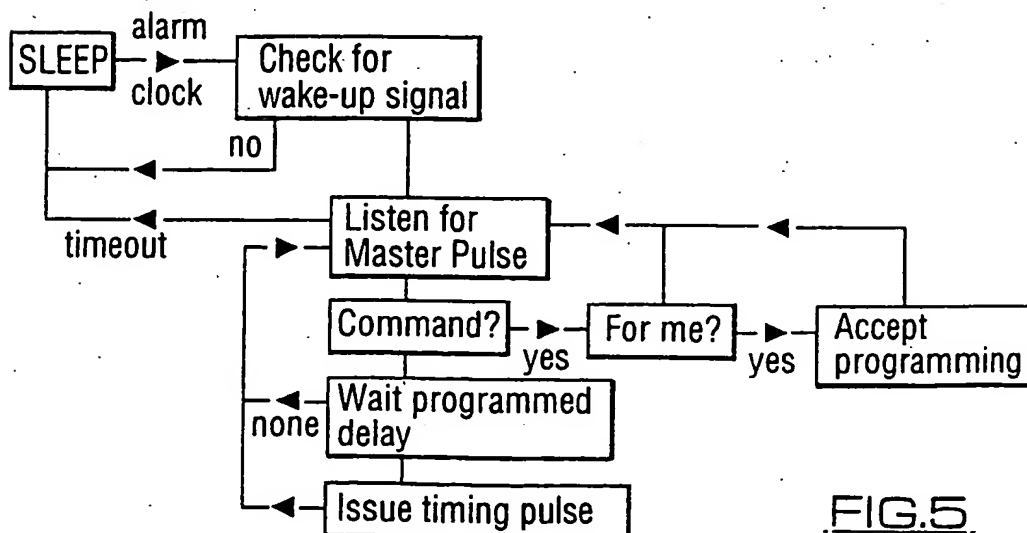 alarm
SLEEP
clock
Check for
wake-up signal
no
timeout
Listen for
Master Pulse
Command?
yes
For me?
yes
Accept
programming
none
Wait programmed
delay
Issue timing pulse
FIG.5